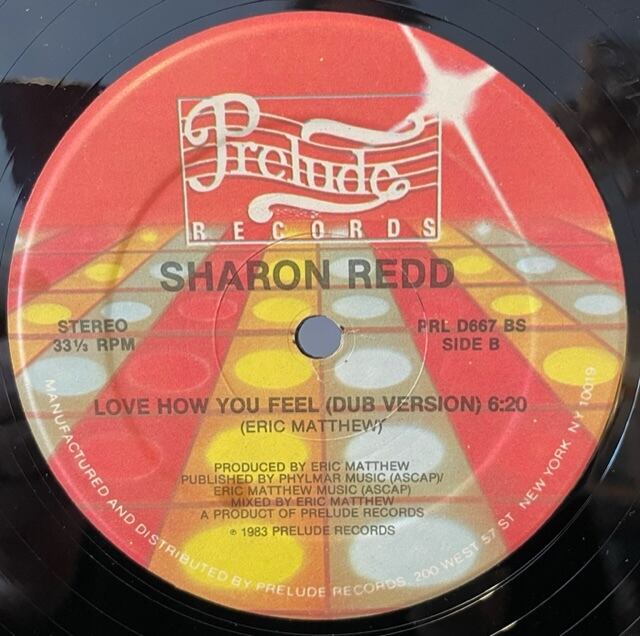 Prelude
RECORDS
SHARON REDD
STEREO
33⅓ RPM
PRL D667 BS
SIDE B
LOVE HOW YOU FEEL (DUB VERSION) 6:20
(ERIC MATTHEW)
PRODUCED BY ERIC MATTHEW
PUBLISHED BY PHYLMAR MUSIC (ASCAP)/
ERIC MATTHEW MUSIC (ASCAP)
MIXED BY ERIC MATTHEW
A PRODUCT OF PRELUDE RECORDS
℗ 1983 PRELUDE RECORDS
MANUFACTURED AND DISTRIBUTED BY PRELUDE RECORDS, 200 WEST 57 ST NEW YORK N Y 10019